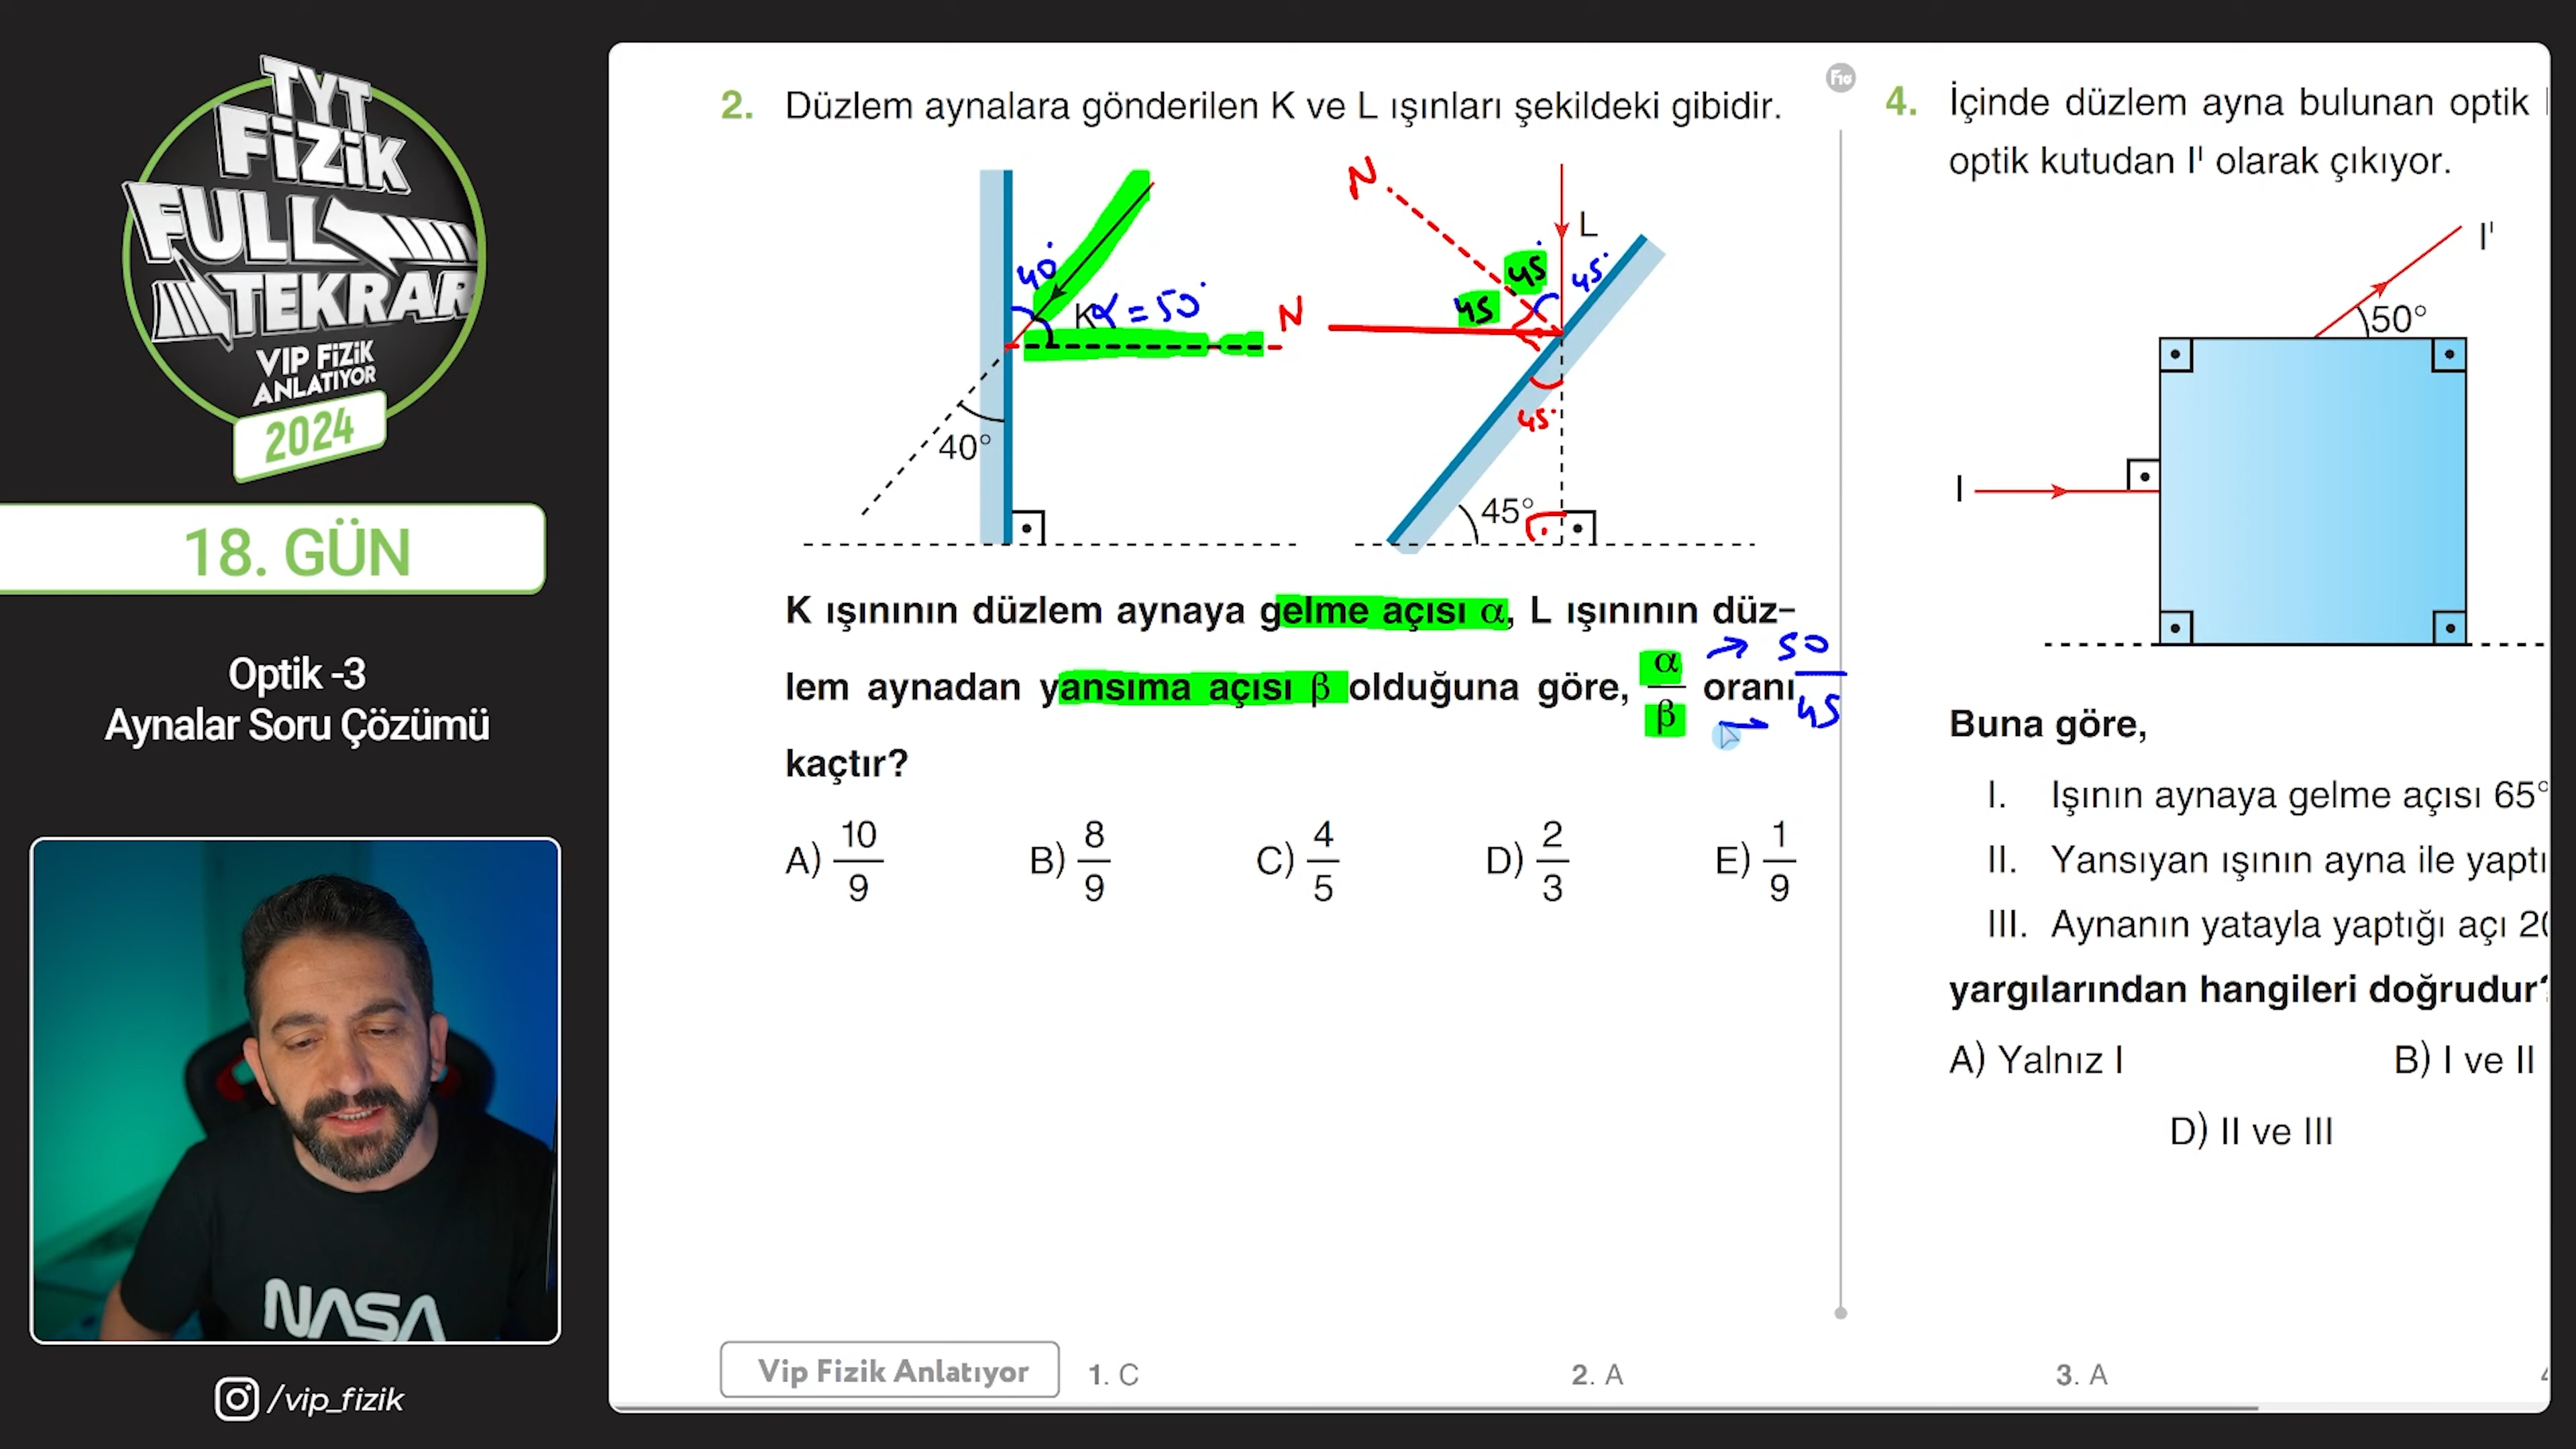 TYT
FİZİK
FULL
TEKRAR
VIP FİZİK
ANLATIYOR
2024
18. GÜN
Optik -3
Aynalar Soru Çözümü
NASA
/vip_fizik
2. Düzlem aynalara gönderilen K ve L ışınları şekildeki gibidir.
40°
K
α = 50°
N
40°
N
L
45°
45°
45
45°
45°
K ışınının düzlem aynaya gelme açısı α, L ışınının düz-
lem aynadan yansıma açısı β olduğuna göre, α/β oranı
50
45
kaçtır?
A) 10/9 B) 8/9 C) 4/5 D) 2/3 E) 1/9
F10
4. İçinde düzlem ayna bulunan optik
optik kutudan I' olarak çıkıyor.
I'
50°
I
Buna göre,
I. Işının aynaya gelme açısı 65°
II. Yansıyan ışının ayna ile yaptı
III. Aynanın yatayla yaptığı açı 20
yargılarından hangileri doğrudur?
A) Yalnız I B) I ve II
D) II ve III
Vip Fizik Anlatıyor 1. C 2. A 3. A